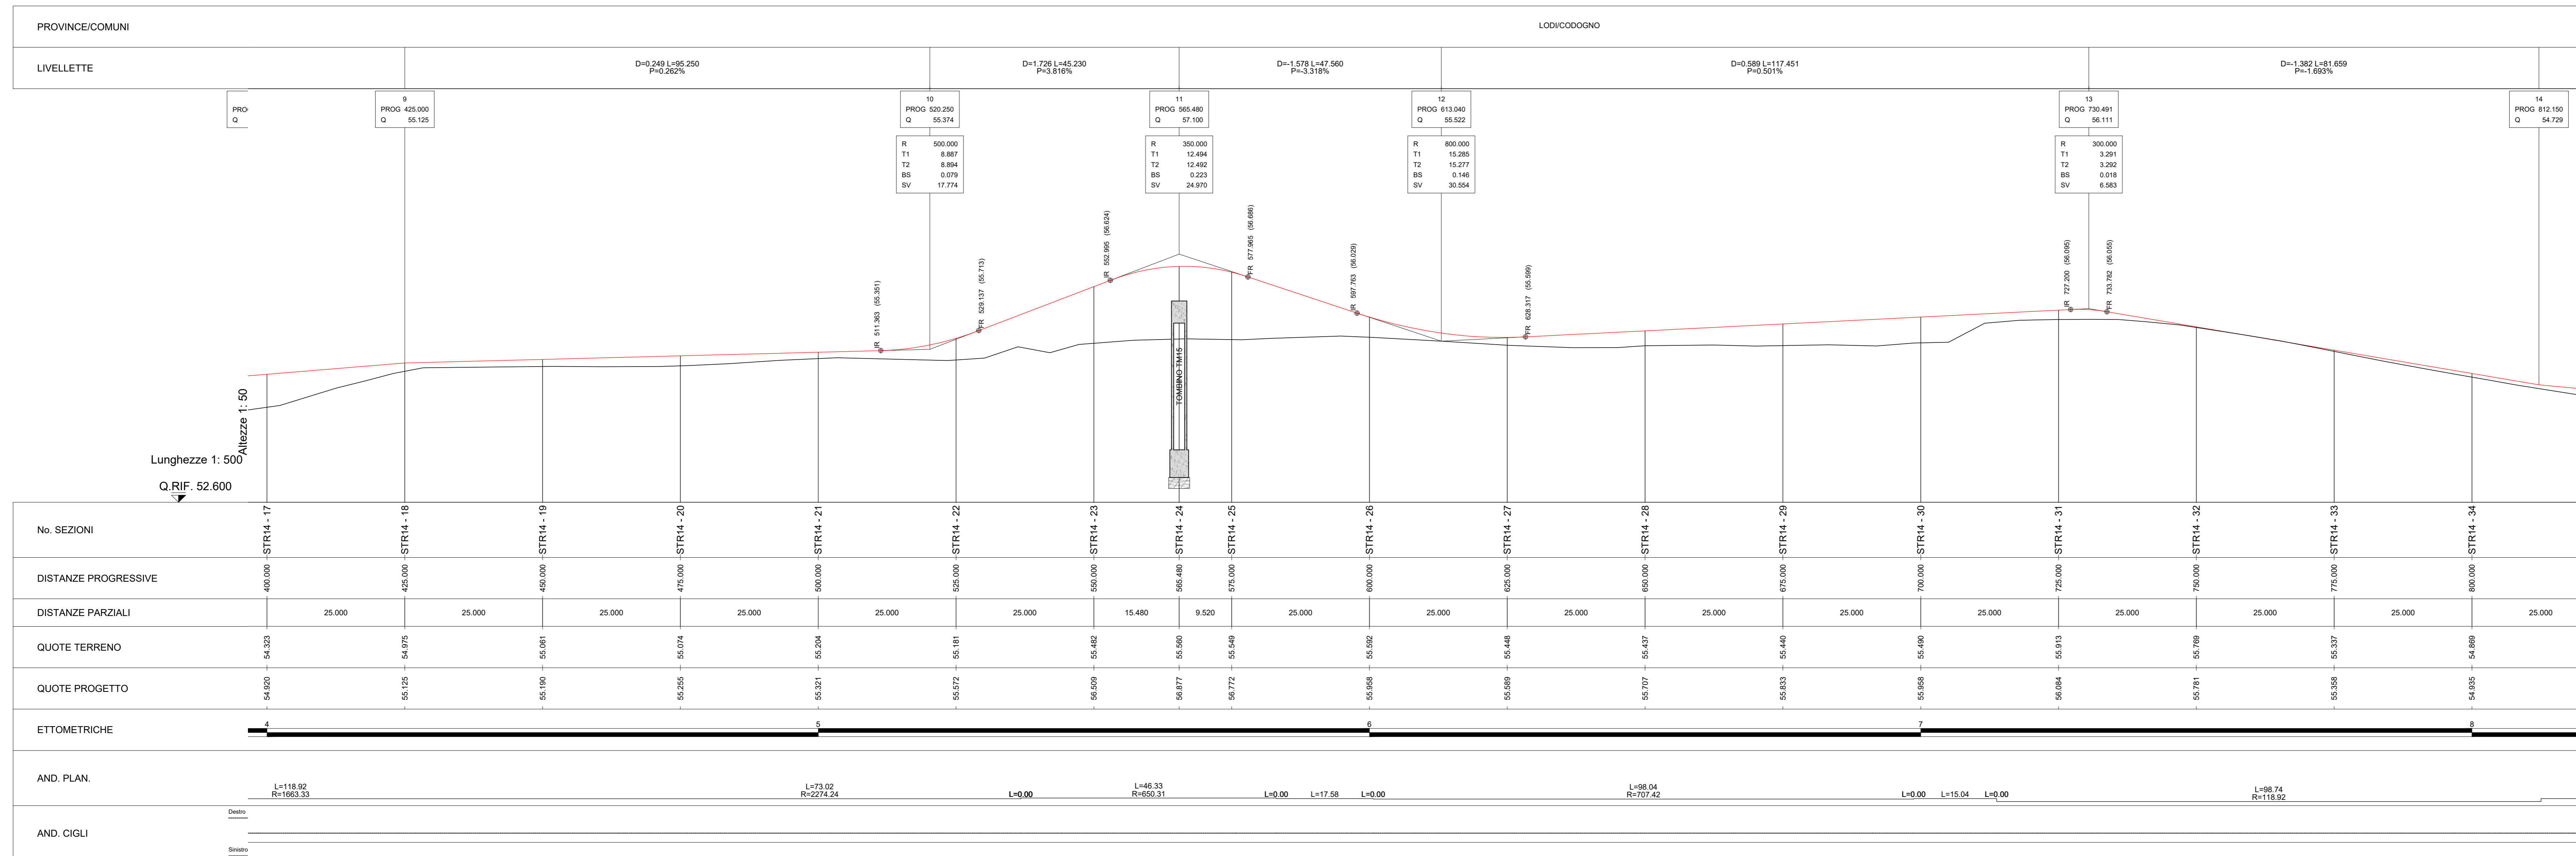 PROVINCE/COMUNI
LODI/CODOGNO
LIVELLETTE
D=0.249 L=95.250
P=0.262%
D=1.726 L=45.230
P=3.816%
D=-1.578 L=47.560
P=-3.318%
D=0.589 L=117.451
P=0.501%
D=-1.382 L=81.659
P=-1.693%
Q
9
PROG 425.000
Q 55.125
10
PROG 520.250
Q 55.374
11
PROG 565.480
Q 57.100
12
PROG 613.040
Q 55.522
13
PROG 730.491
Q 56.111
14
PROG 812.150
Q 54.729
R 500.000
T1 8.887
T2 8.894
BS 0.079
SV 17.774
R 350.000
T1 12.494
T2 12.492
BS 0.223
SV 24.970
R 800.000
T1 15.285
T2 15.277
BS 0.146
SV 30.554
R 300.000
T1 3.291
T2 3.292
BS 0.018
SV 6.583
IR 511.363 (55.351)
FR 529.137 (55.713)
IR 552.995 (56.624)
FR 577.965 (56.686)
IR 597.763 (56.029)
FR 628.317 (55.599)
IR 727.200 (56.095)
FR 733.782 (56.055)
TOMBINO TM15
Altezze 1: 50
Lunghezze 1: 500
Q.RIF. 52.600
No. SEZIONI
STR14 - 17
STR14 - 18
STR14 - 19
STR14 - 20
STR14 - 21
STR14 - 22
STR14 - 23
STR14 - 24
STR14 - 25
STR14 - 26
STR14 - 27
STR14 - 28
STR14 - 29
STR14 - 30
STR14 - 31
STR14 - 32
STR14 - 33
STR14 - 34
DISTANZE PROGRESSIVE
400.000 425.000 450.000 475.000 500.000 525.000 550.000 565.480 575.000 600.000 625.000 650.000 675.000 700.000 725.000 750.000 775.000 800.000
DISTANZE PARZIALI
25.000 25.000 25.000 25.000 25.000 25.000 15.480 9.520 25.000 25.000 25.000 25.000 25.000 25.000 25.000 25.000 25.000 25.000
QUOTE TERRENO
54.323 54.975 55.061 55.074 55.204 55.181 55.482 55.560 55.549 55.592 55.448 55.437 55.440 55.490 55.913 55.769 55.337 54.869
QUOTE PROGETTO
54.920 55.125 55.190 55.255 55.321 55.572 56.509 56.877 56.772 55.958 55.589 55.707 55.833 55.958 56.084 55.781 55.358 54.935
ETTOMETRICHE
4 5 6 7 8
AND. PLAN.
L=118.92
R=1663.33
L=73.02
R=2274.24
L=0.00
L=46.33
R=650.31
L=0.00
L=17.58
L=0.00
L=98.04
R=707.42
L=0.00
L=15.04
L=0.00
L=98.74
R=118.92
Destro
AND. CIGLI
Sinistro